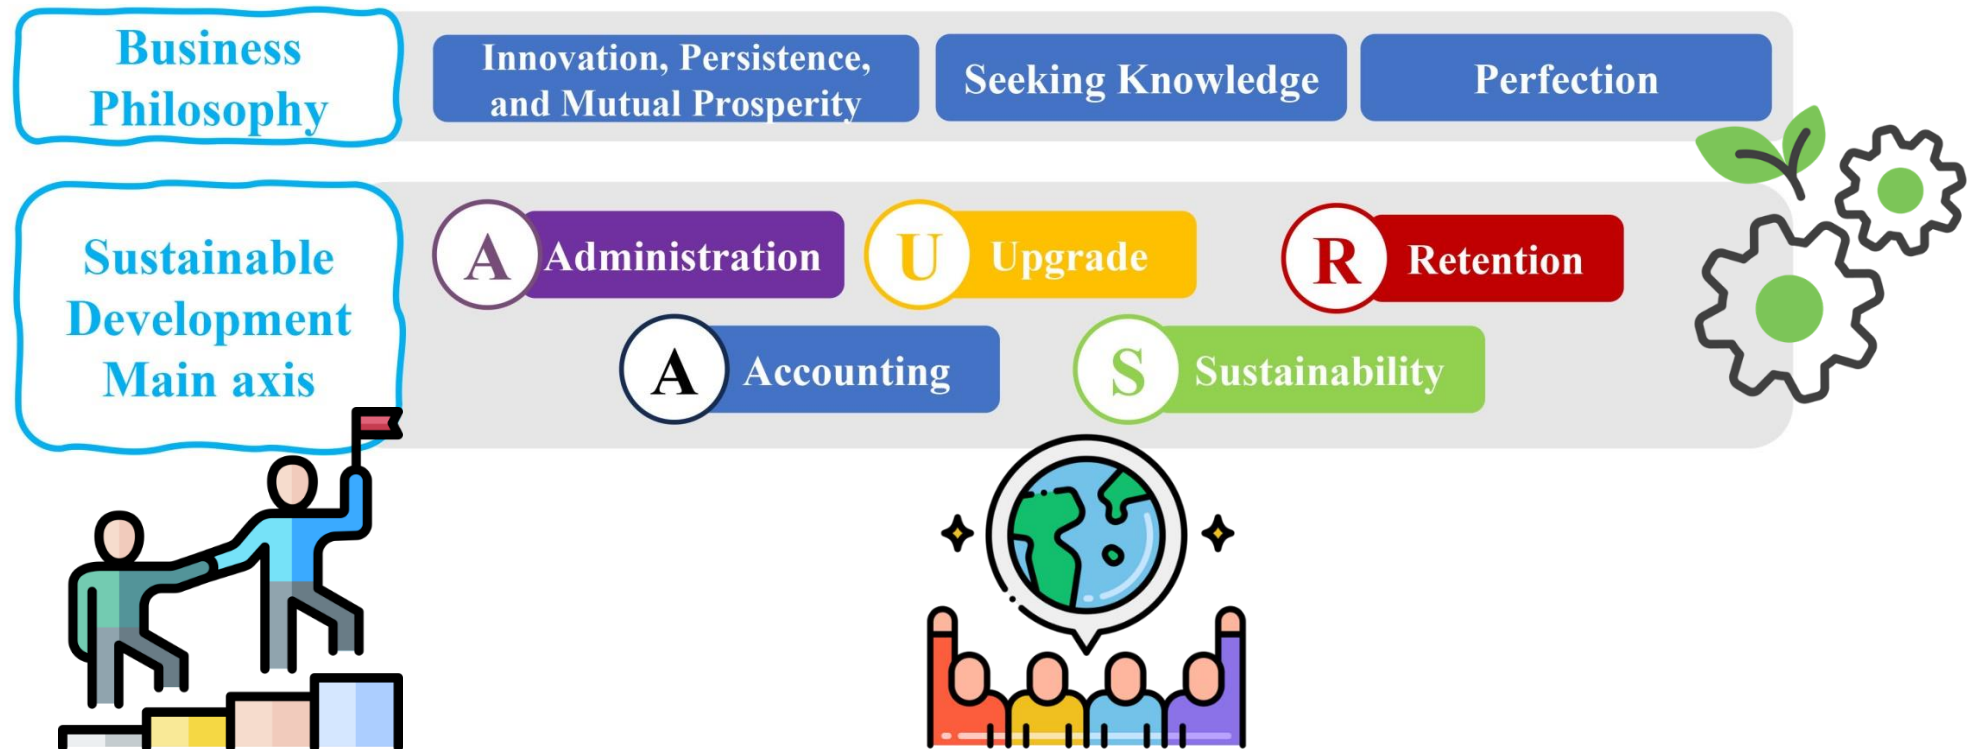 Business
Philosophy
Innovation, Persistence,
and Mutual Prosperity
Seeking Knowledge
Perfection
Sustainable
Development
Main axis
A Administration
U Upgrade
R Retention
A Accounting
S Sustainability